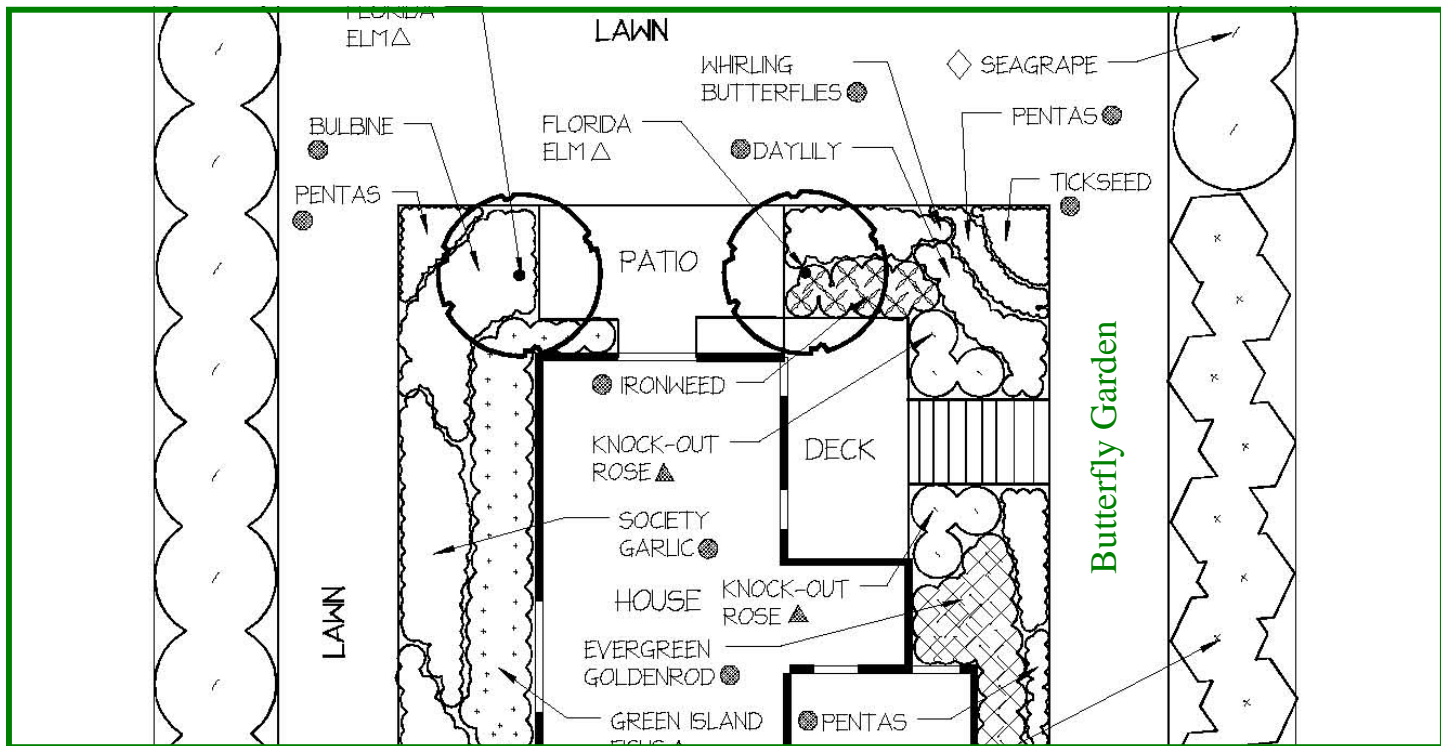 FLORIDA
ELM
LAWN
WHIRLING
BUTTERFLIES
SEAGRAPE
BULBINE
FLORIDA
ELM
PENTAS
DAYLILY
PENTAS
TICKSEED
PATIO
IRONWEED
KNOCK-OUT
ROSE
DECK
Butterfly Garden
SOCIETY
GARLIC
HOUSE
KNOCK-OUT
ROSE
LAWN
EVERGREEN
GOLDENROD
GREEN ISLAND
FICUS
PENTAS